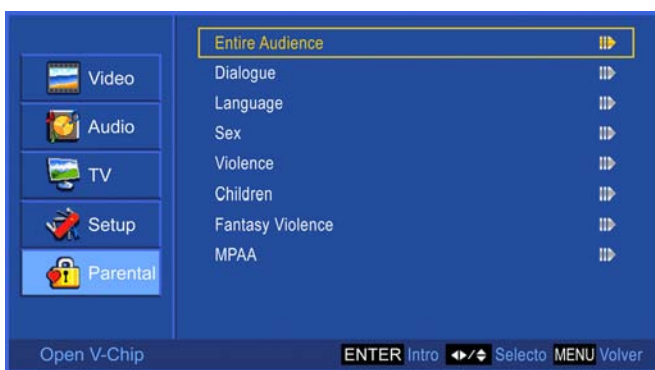 Video
Audio
TV
Setup
Parental
Entire Audience
Dialogue
Language
Sex
Violence
Children
Fantasy Violence
MPAA
Open V-Chip
ENTER Intro ◄►/▲▼ Selecto MENU Volver